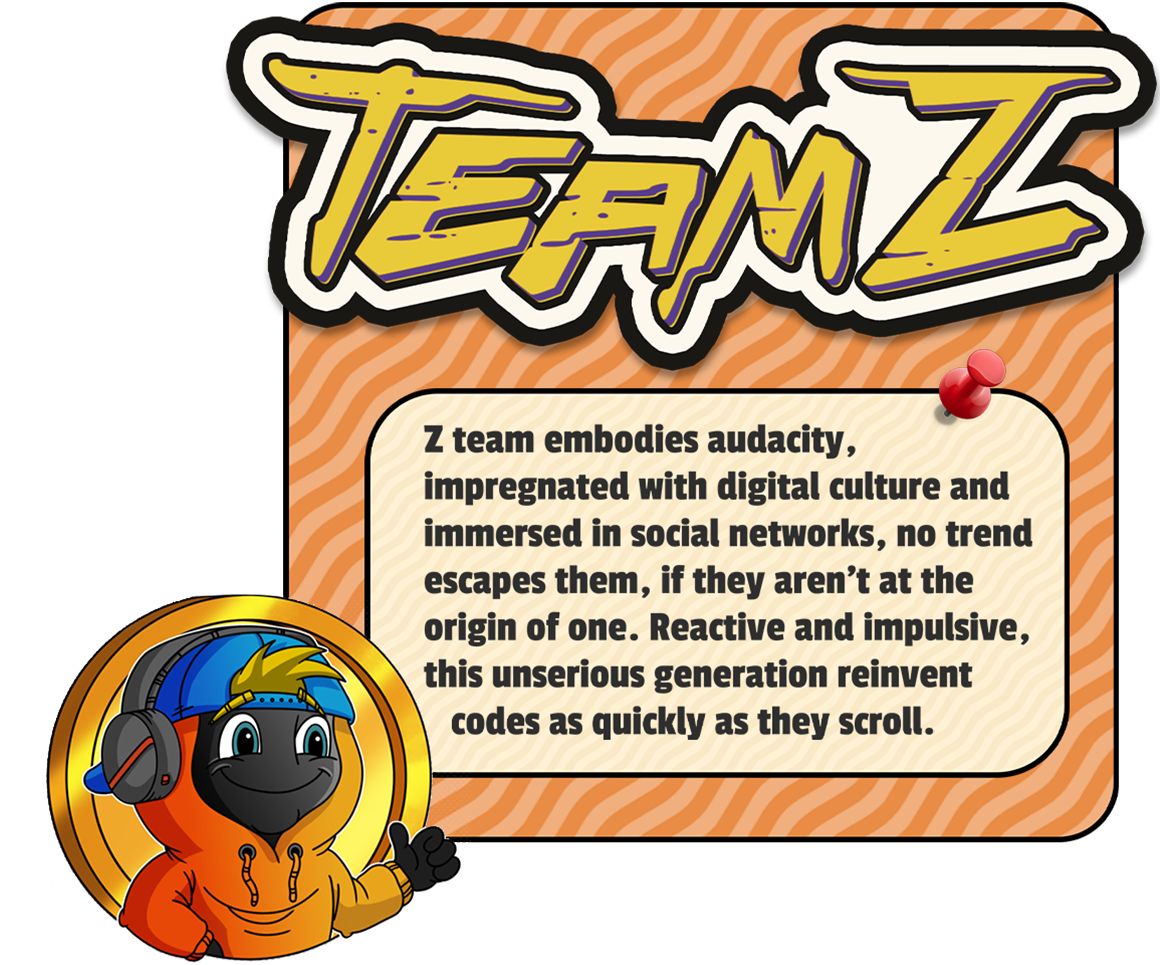 TEAM Z
Z team embodies audacity,
impregnated with digital culture and
immersed in social networks, no trend
escapes them, if they aren’t at the
origin of one. Reactive and impulsive,
this unserious generation reinvent
codes as quickly as they scroll.